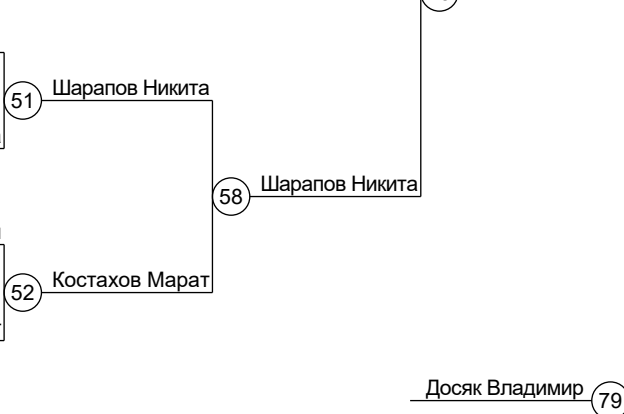 51 Шарапов Никита
58 Шарапов Никита
52 Костахов Марат
Досяк Владимир 79